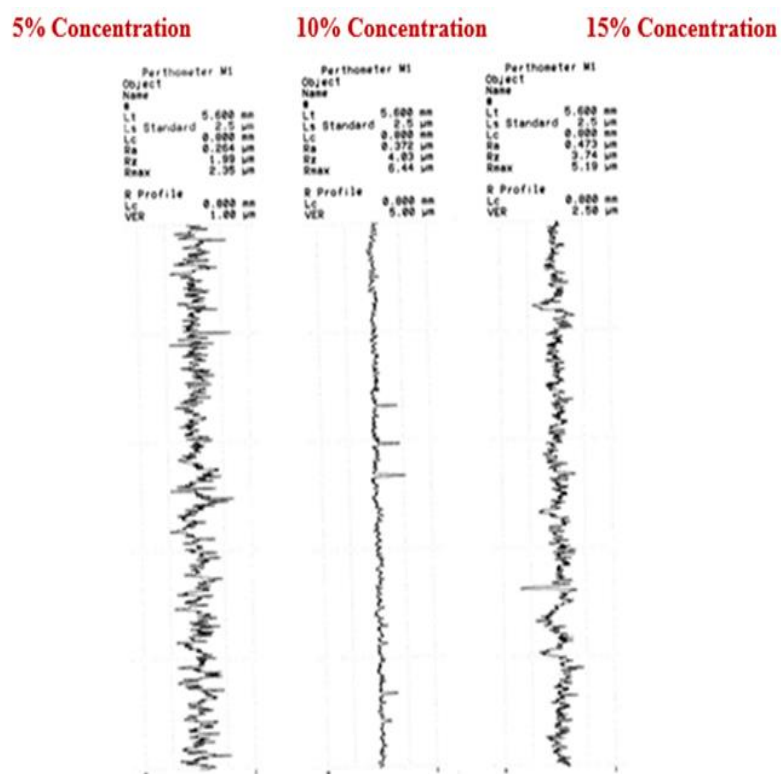 5% Concentration
10% Concentration
15% Concentration
Perthometer M1
Object
Name
#
Lt 5.600 mm
Ls Standard 2.5 µm
Lc 0.800 mm
Ra 0.264 µm
Rz 1.99 µm
Rmax 2.35 µm
R Profile
Lc 0.800 mm
VER 1.00 µm
Perthometer M1
Object
Name
#
Lt 5.600 mm
Ls Standard 2.5 µm
Lc 0.800 mm
Ra 0.372 µm
Rz 4.03 µm
Rmax 6.44 µm
R Profile
Lc 0.800 mm
VER 5.00 µm
Perthometer M1
Object
Name
#
Lt 5.600 mm
Ls Standard 2.5 µm
Lc 0.800 mm
Ra 0.473 µm
Rz 3.74 µm
Rmax 5.19 µm
R Profile
Lc 0.800 mm
VER 2.50 µm